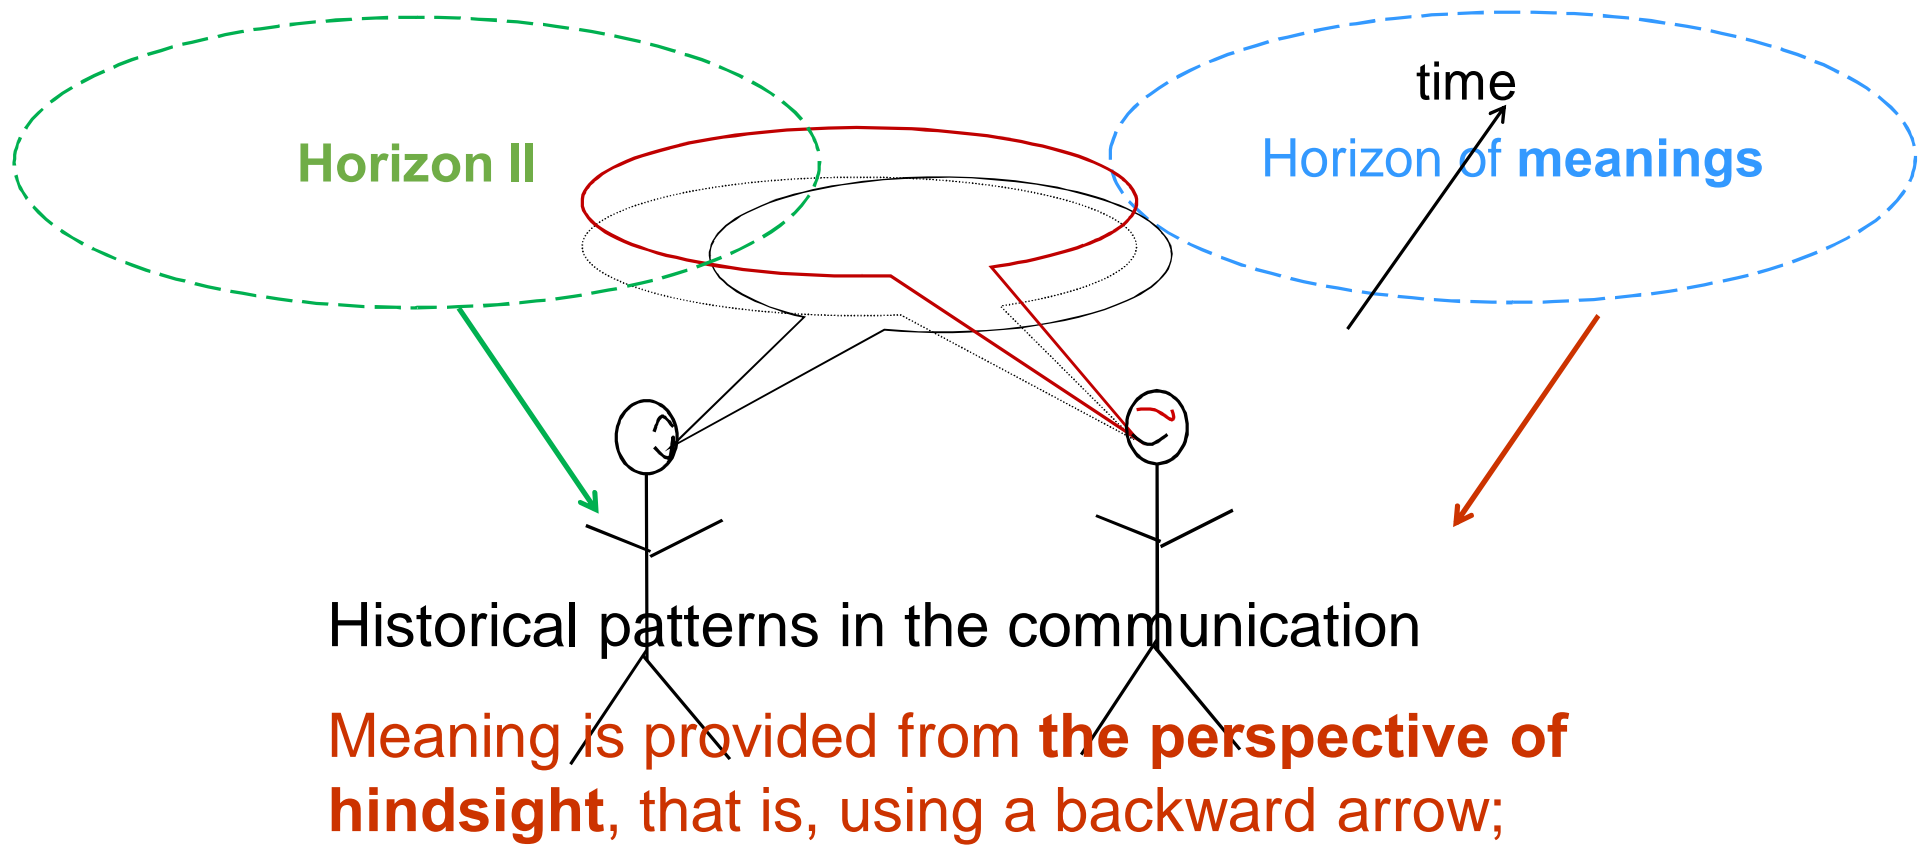 time
Horizon II
Horizon of meanings
Historical patterns in the communication
Meaning is provided from the perspective of
hindsight, that is, using a backward arrow;